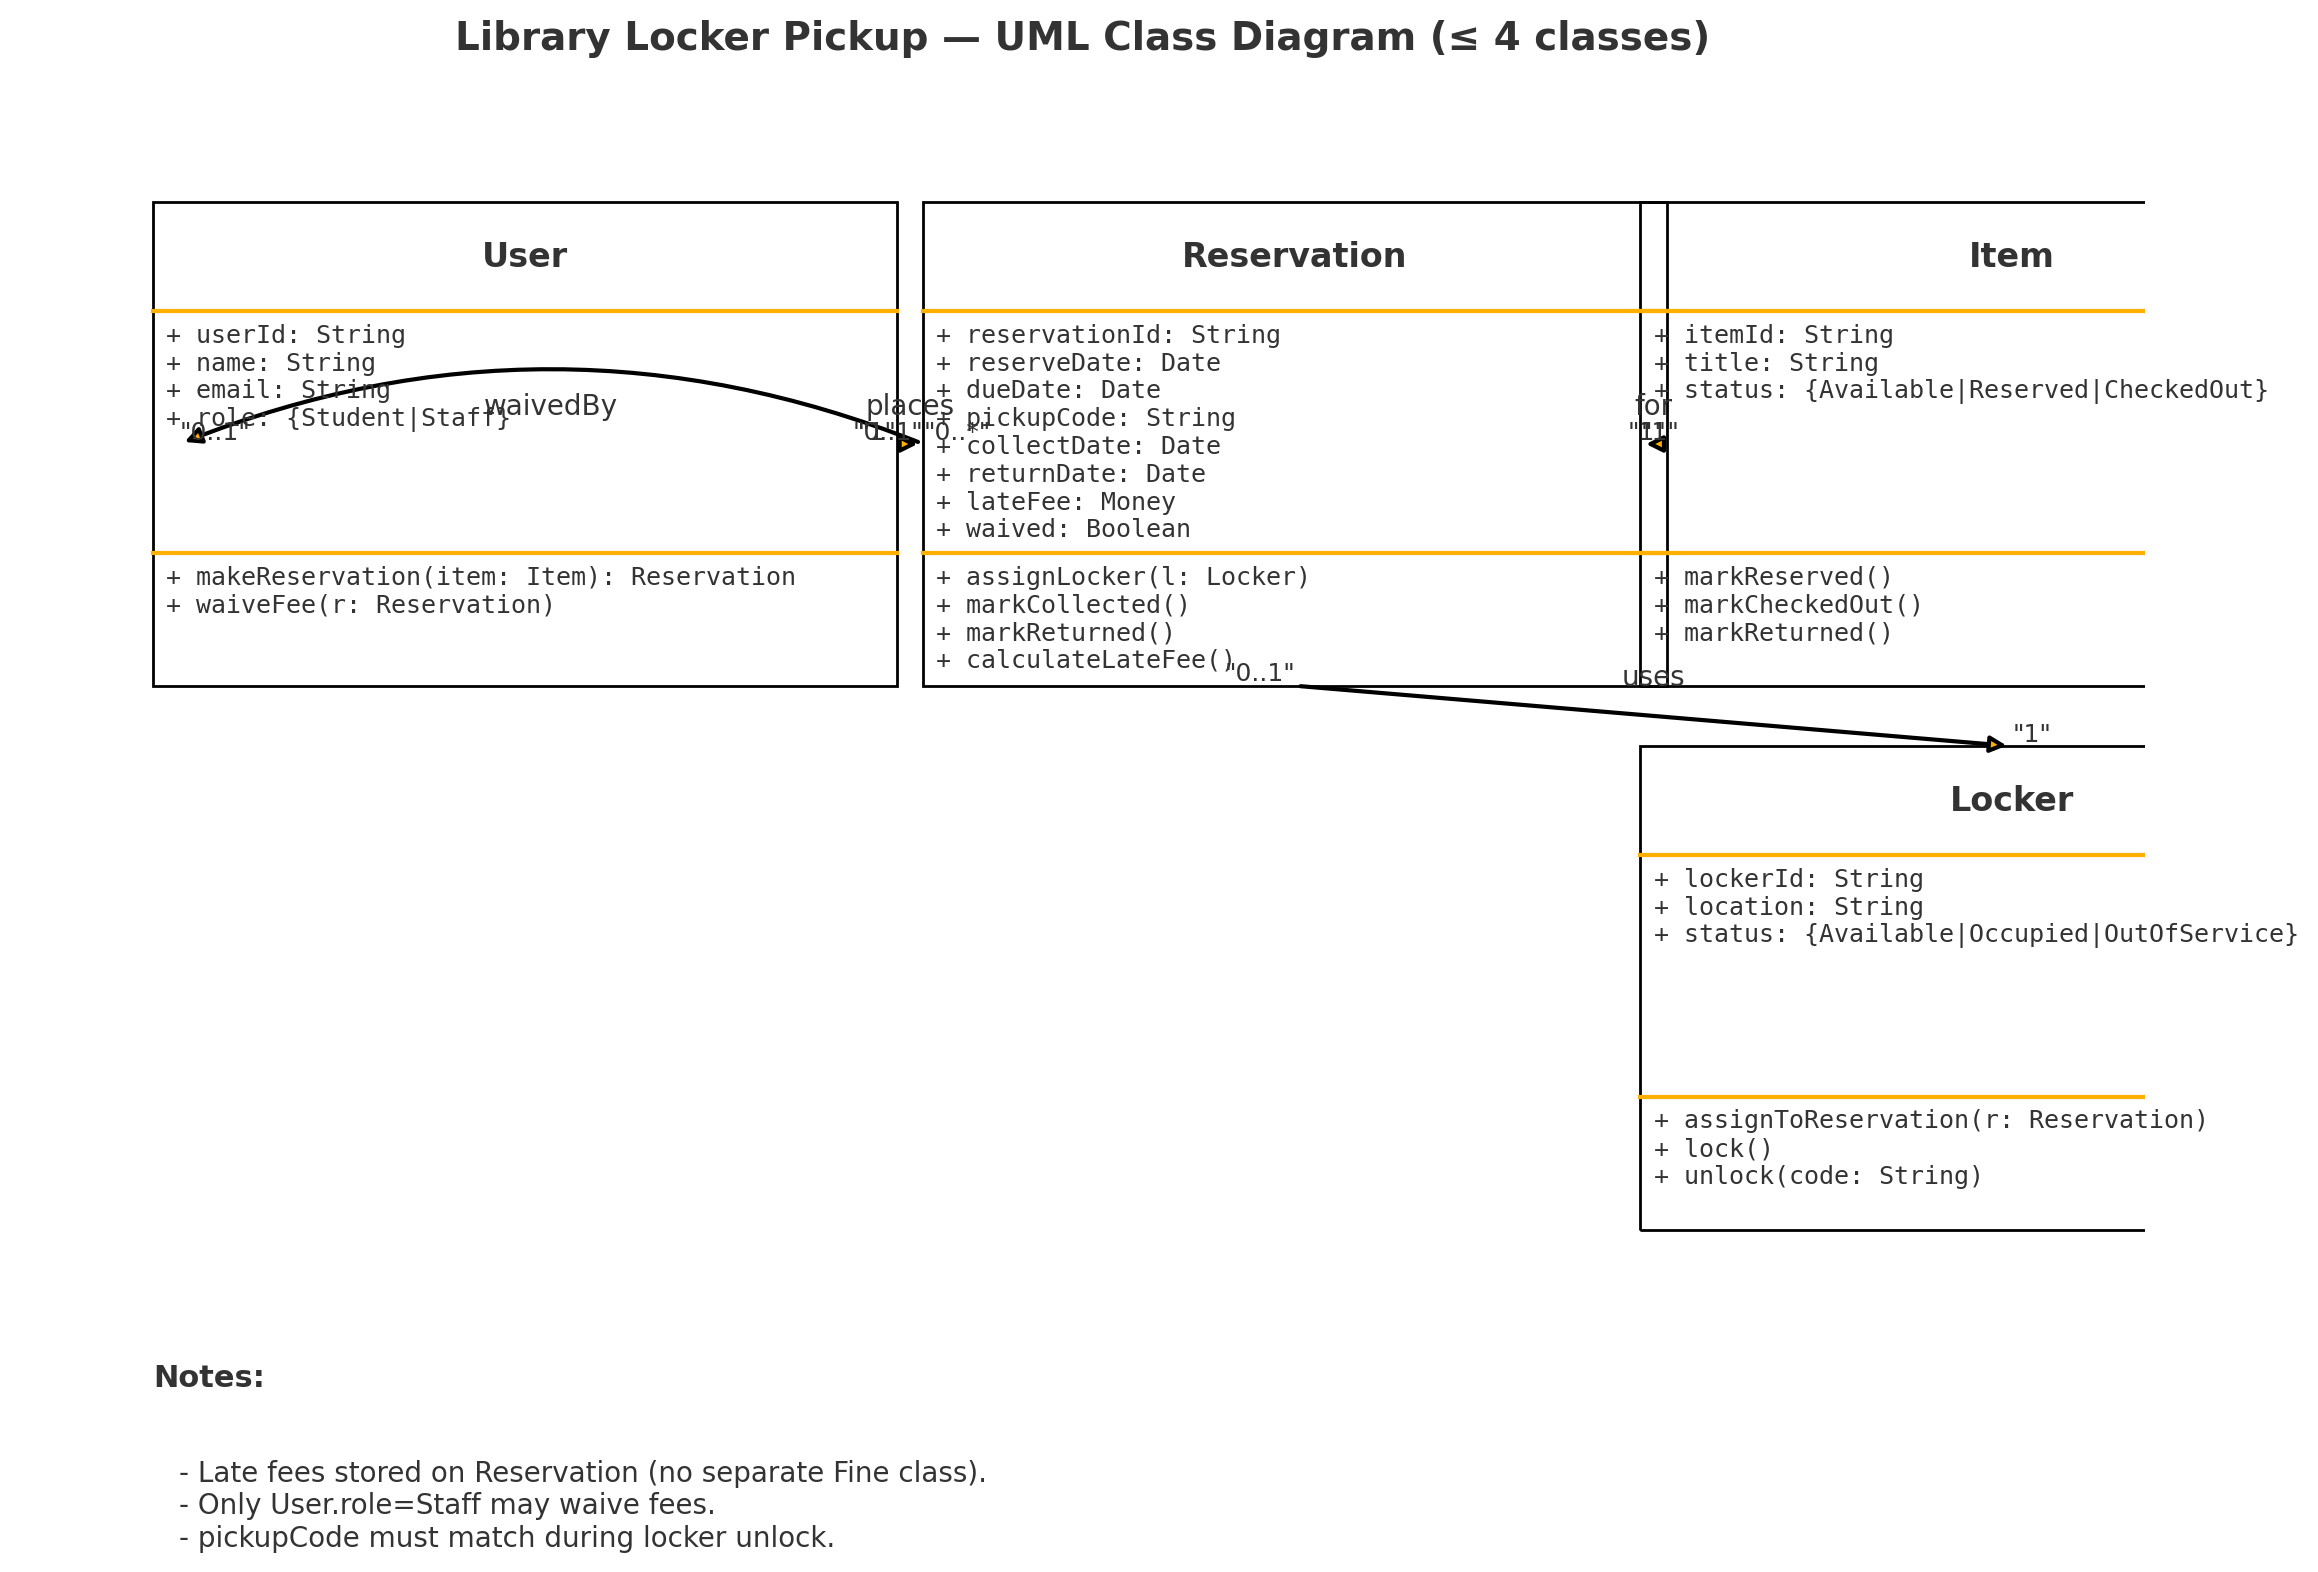 Library Locker Pickup — UML Class Diagram (≤ 4 classes)
User
+ userId: String
+ name: String
+ email: String
+ role: {Student|Staff}
+ makeReservation(item: Item): Reservation
+ waiveFee(r: Reservation)
waivedBy
"0..1"
places
"0..*"
Reservation
+ reservationId: String
+ reserveDate: Date
+ dueDate: Date
+ pickupCode: String
+ collectDate: Date
+ returnDate: Date
+ lateFee: Money
+ waived: Boolean
+ assignLocker(l: Locker)
+ markCollected()
+ markReturned()
+ calculateLateFee()
for
Item
+ itemId: String
+ title: String
+ status: {Available|Reserved|CheckedOut}
+ markReserved()
+ markCheckedOut()
+ markReturned()
"0..1"
uses
"1"
Locker
+ lockerId: String
+ location: String
+ status: {Available|Occupied|OutOfService}
+ assignToReservation(r: Reservation)
+ lock()
+ unlock(code: String)
Notes:
- Late fees stored on Reservation (no separate Fine class).
- Only User.role=Staff may waive fees.
- pickupCode must match during locker unlock.